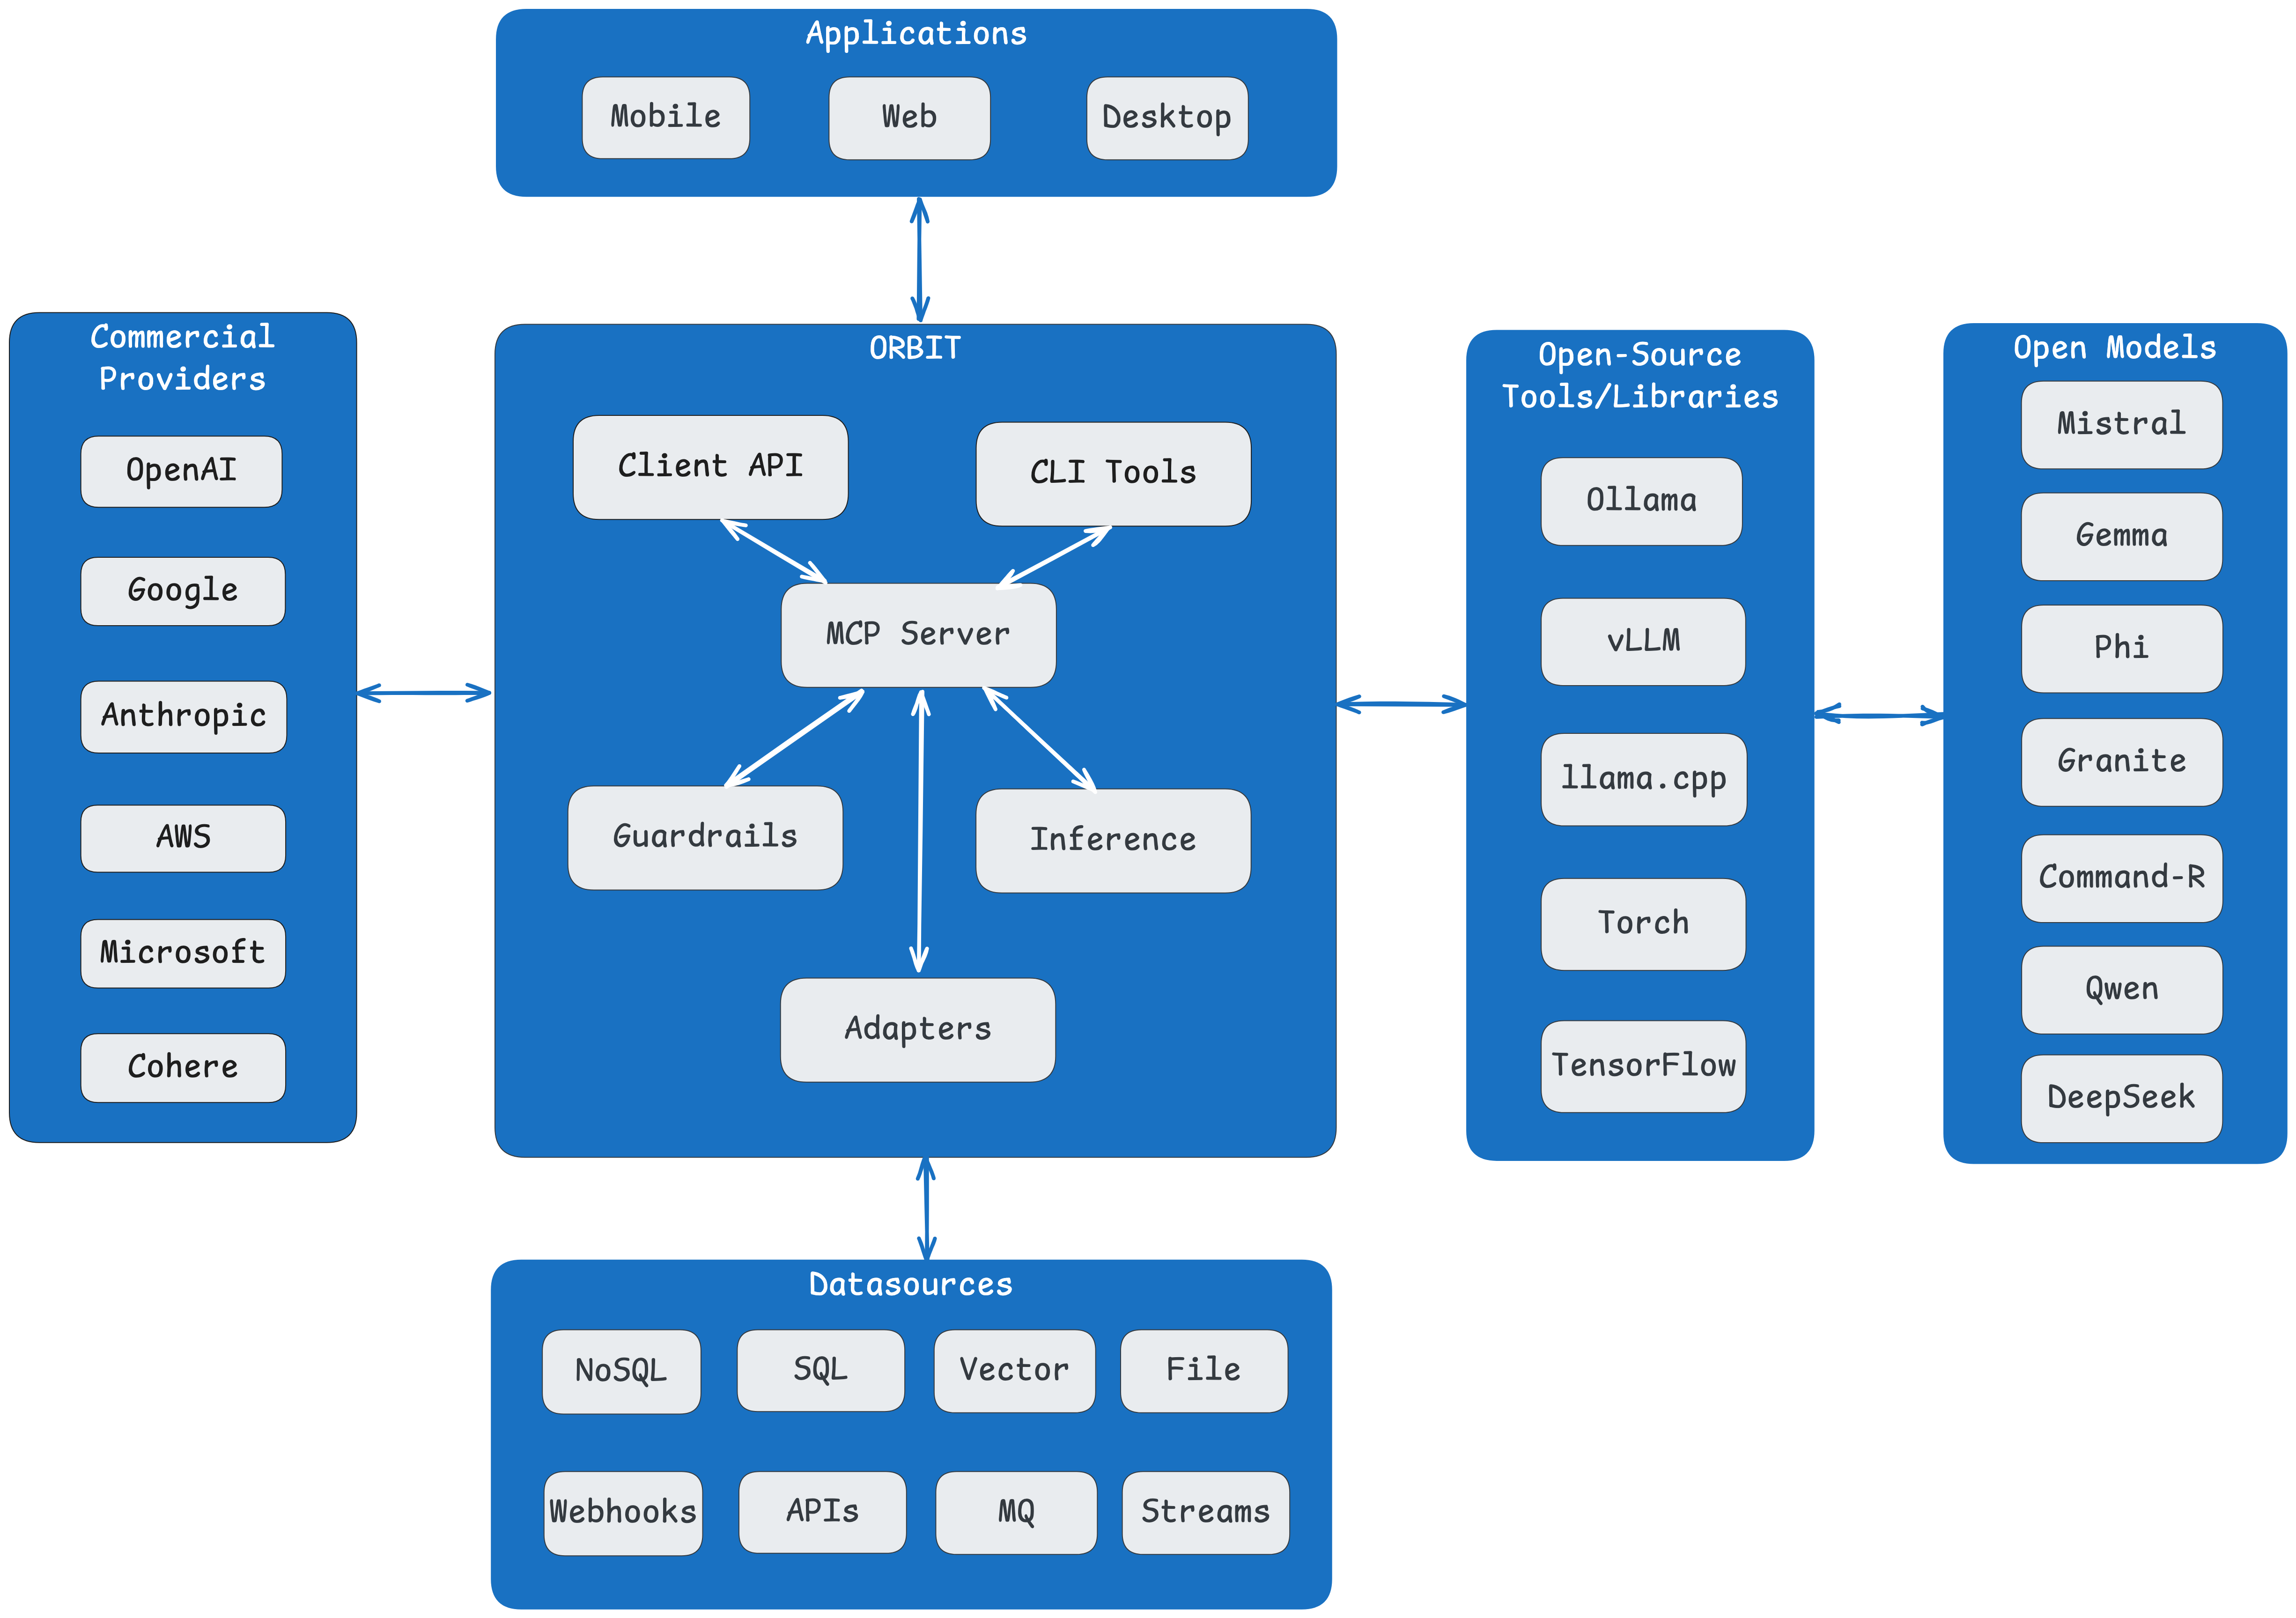 Applications
Mobile
Web
Desktop
Commercial
Providers
OpenAI
Google
Anthropic
AWS
Microsoft
Cohere
ORBIT
Client API
CLI Tools
MCP Server
Guardrails
Inference
Adapters
Open-Source
Tools/Libraries
Ollama
vLLM
llama.cpp
Torch
TensorFlow
Open Models
Mistral
Gemma
Phi
Granite
Command-R
Qwen
DeepSeek
Datasources
NoSQL
SQL
Vector
File
Webhooks
APIs
MQ
Streams